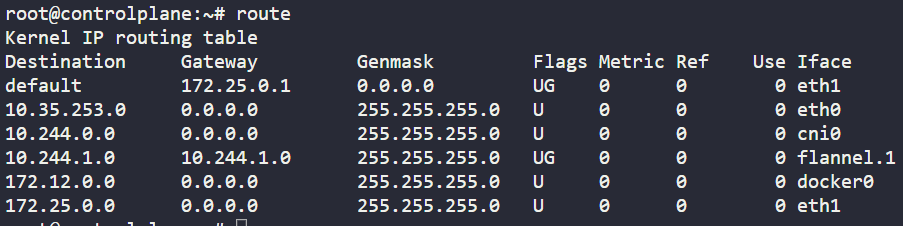 root@controlplane:~# route
Kernel IP routing table
Destination     Gateway         Genmask         Flags Metric Ref    Use Iface
default         172.25.0.1      0.0.0.0         UG    0      0        0 eth1
10.35.253.0     0.0.0.0         255.255.255.0   U     0      0        0 eth0
10.244.0.0      0.0.0.0         255.255.255.0   U     0      0        0 cni0
10.244.1.0      10.244.1.0      255.255.255.0   UG    0      0        0 flannel.1
172.12.0.0      0.0.0.0         255.255.255.0   U     0      0        0 docker0
172.25.0.0      0.0.0.0         255.255.255.0   U     0      0        0 eth1